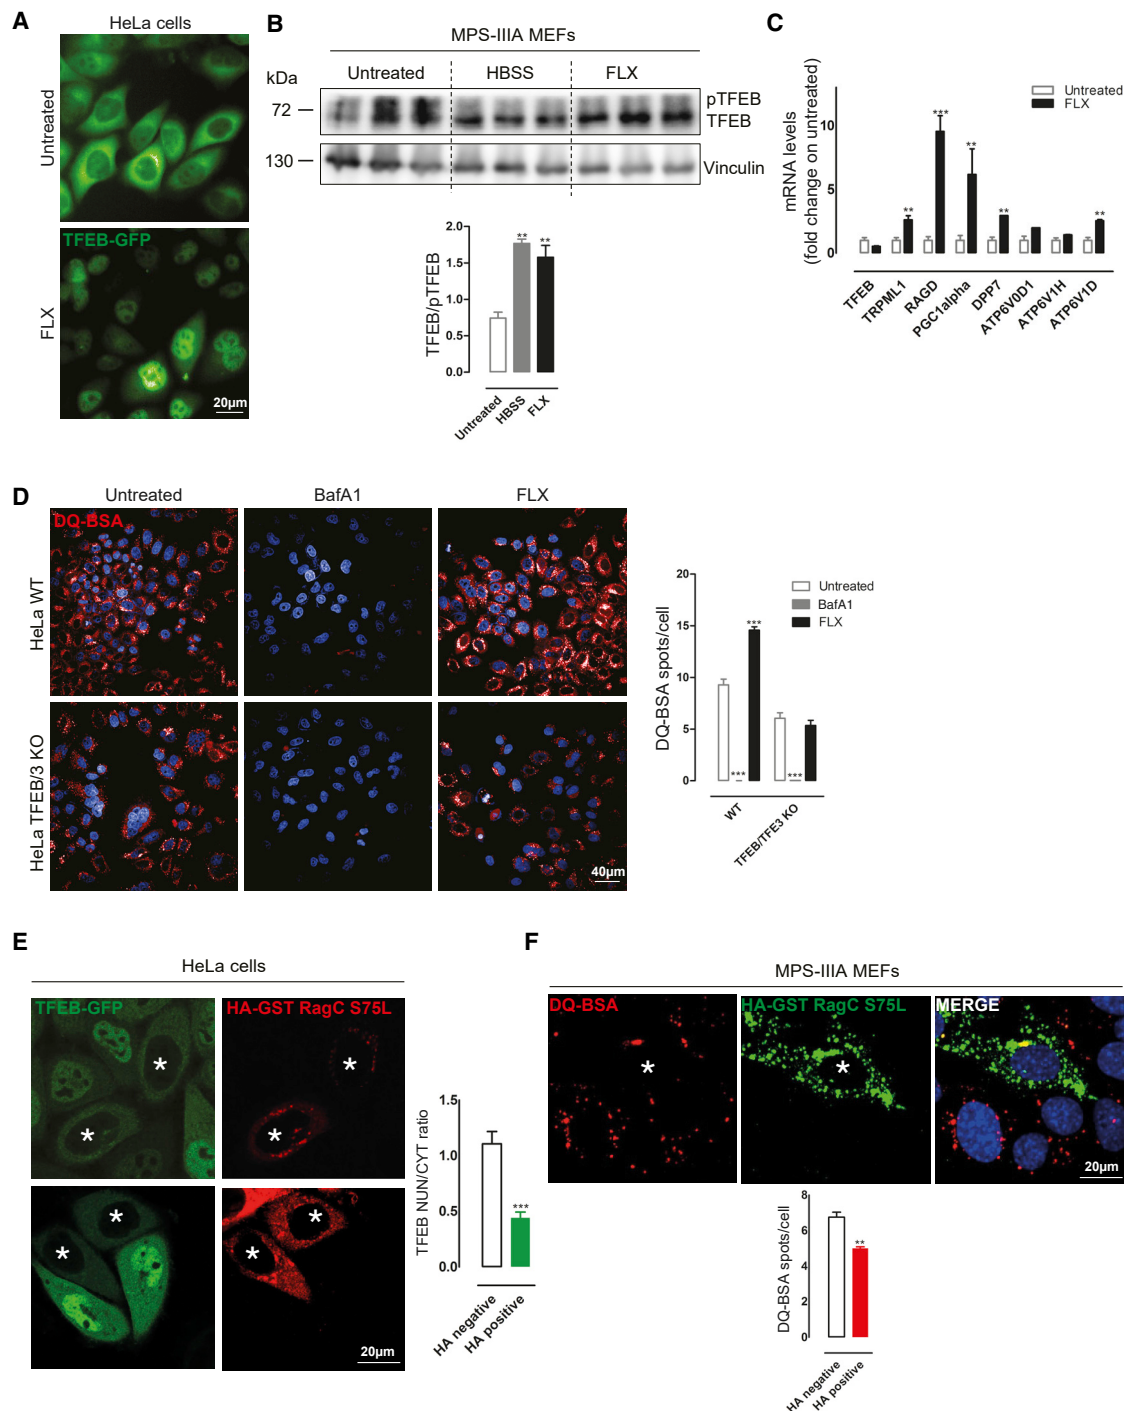 A
HeLa cells
Untreated
TFEB-GFP
FLX
20µm
B
MPS-IIIA MEFs
kDa
Untreated
HBSS
FLX
72
pTFEB
TFEB
130
Vinculin
TFEB/pTFEB
2.0
1.5
1.0
0.5
0.0
**
**
Untreated
HBSS
FLX
C
mRNA levels
(fold change on untreated)
Untreated
FLX
10
5
0
**
***
**
**
**
TFEB
TRPML1
RAGD
PGC1alpha
DPP7
ATP6V0D1
ATP6V1H
ATP6V1D
D
Untreated
BafA1
FLX
DQ-BSA
HeLa WT
HeLa TFEB/3 KO
40µm
DQ-BSA spots/cell
20
15
10
5
0
Untreated
BafA1
FLX
***
***
***
WT
TFEB/TFE3 KO
E
HeLa cells
TFEB-GFP
HA-GST RagC S75L
*
*
*
*
*
*
*
*
20µm
TFEB NUN/CYT ratio
1.5
1.0
0.5
0.0
***
HA negative
HA positive
F
MPS-IIIA MEFs
DQ-BSA
HA-GST RagC S75L
MERGE
*
*
20µm
DQ-BSA spots/cell
8
6
4
2
0
**
HA negative
HA positive